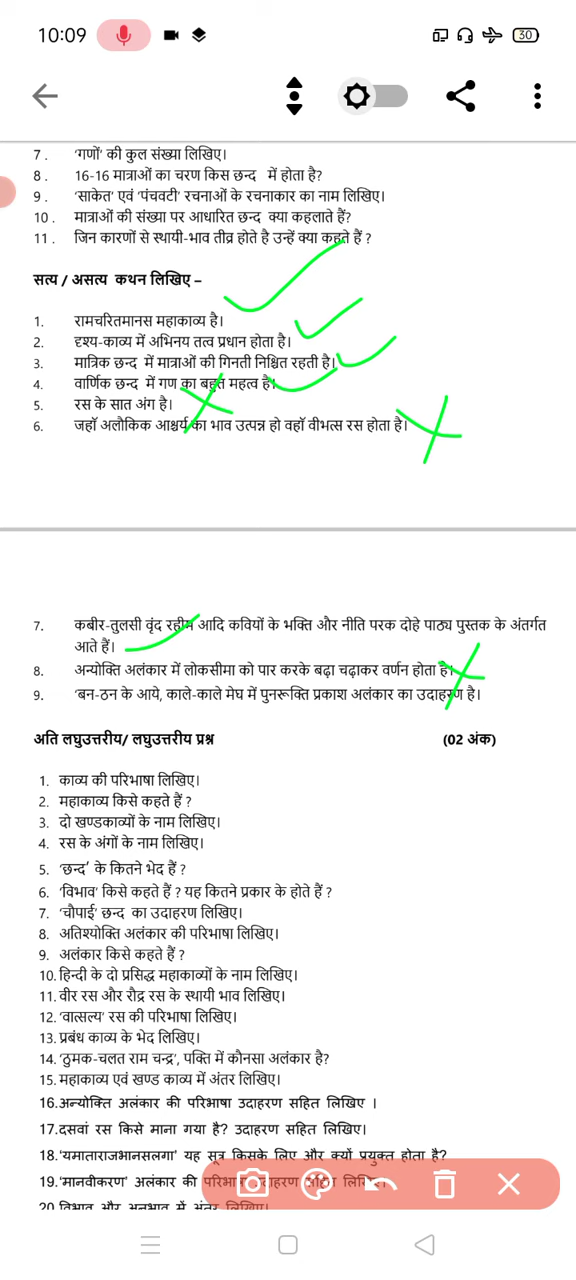 10:09
30
7. 'गणों' की कुल संख्या लिखिए।
8. 16-16 मात्राओं का चरण किस छन्द में होता है?
9. 'साकेत' एवं 'पंचवटी' रचनाओं के रचनाकार का नाम लिखिए।
10. मात्राओं की संख्या पर आधारित छन्द क्या कहलाते हैं?
11. जिन कारणों से स्थायी-भाव तीव्र होते है उन्हें क्या कहते हैं ?
सत्य / असत्य कथन लिखिए –
1. रामचरितमानस महाकाव्य है।
2. दृश्य-काव्य में अभिनय तत्व प्रधान होता है।
3. मात्रिक छन्द में मात्राओं की गिनती निश्चित रहती है।
4. वार्णिक छन्द में गण का बहुत महत्व है।
5. रस के सात अंग है।
6. जहाॅ अलौकिक आश्चर्य का भाव उत्पन्न हो वहाॅ वीभत्स रस होता है।
7. कबीर-तुलसी वृंद रहीम आदि कवियों के भक्ति और नीति परक दोहे पाठ्य पुस्तक के अंतर्गत
आते हैं।
8. अन्योक्ति अलंकार में लोकसीमा को पार करके बढ़ा चढ़ाकर वर्णन होता है।
9. 'बन-ठन के आये, काले-काले मेघ में पुनरूक्ति प्रकाश अलंकार का उदाहरण है।
अति लघुउत्तरीय/ लघुउत्तरीय प्रश्न (02 अंक)
1. काव्य की परिभाषा लिखिए।
2. महाकाव्य किसे कहते हैं ?
3. दो खण्डकाव्यों के नाम लिखिए।
4. रस के अंगों के नाम लिखिए।
5. 'छन्द' के कितने भेद हैं ?
6. 'विभाव' किसे कहते हैं ? यह कितने प्रकार के होते हैं ?
7. 'चौपाई' छन्द का उदाहरण लिखिए।
8. अतिश्योक्ति अलंकार की परिभाषा लिखिए।
9. अलंकार किसे कहते हैं ?
10. हिन्दी के दो प्रसिद्ध महाकाव्यों के नाम लिखिए।
11. वीर रस और रौद्र रस के स्थायी भाव लिखिए।
12. 'वात्सल्य' रस की परिभाषा लिखिए।
13. प्रबंध काव्य के भेद लिखिए।
14. 'ठुमक-चलत राम चन्द्र', पक्ति में कौनसा अलंकार है?
15. महाकाव्य एवं खण्ड काव्य में अंतर लिखिए।
16. अन्योक्ति अलंकार की परिभाषा उदाहरण सहित लिखिए ।
17. दसवां रस किसे माना गया है? उदाहरण सहित लिखिए।
18. 'यमाताराजभानसलगा' यह सूत्र किसके लिए और क्यों प्रयुक्त होता है?
19. 'मानवीकरण' अलंकार की परिभाषा उदाहरण सहित लिखिए।
20 विभाव और अनुभाव में अंतर लिखिए।